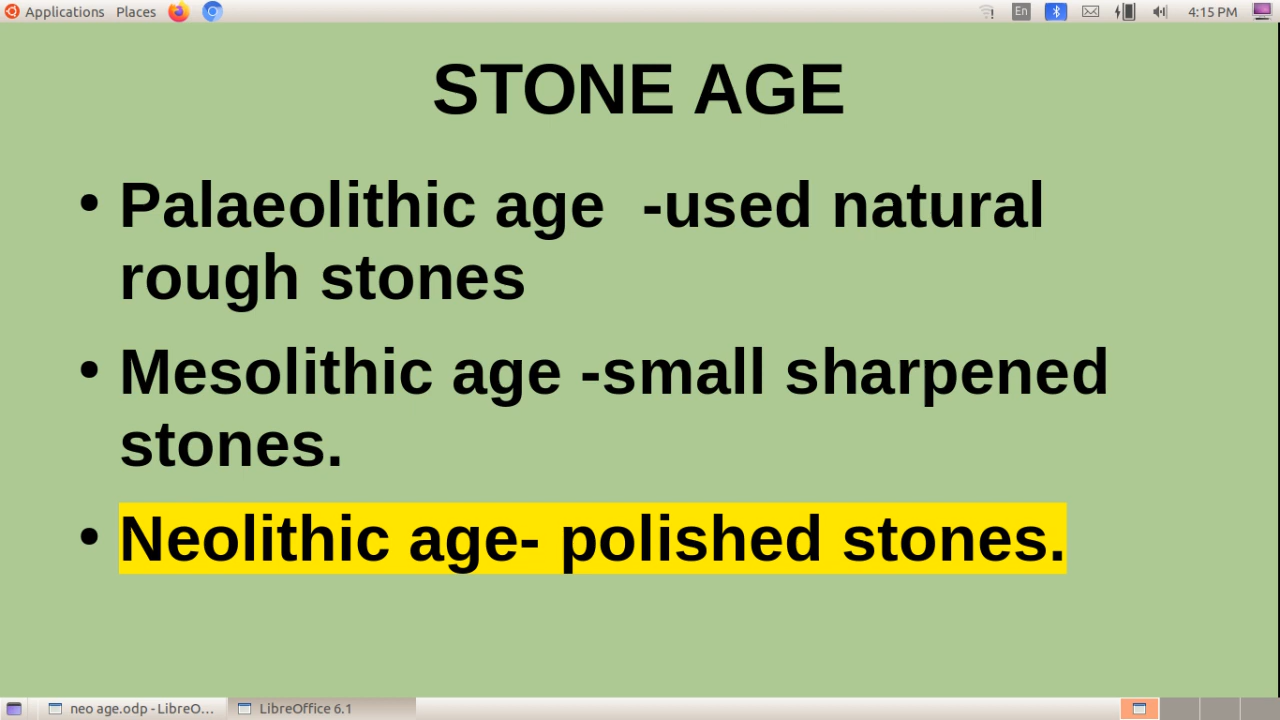 Applications Places En 4:15 PM
STONE AGE
• Palaeolithic age  -used natural
rough stones
• Mesolithic age -small sharpened
stones.
• Neolithic age- polished stones.
neo age.odp - LibreO... LibreOffice 6.1